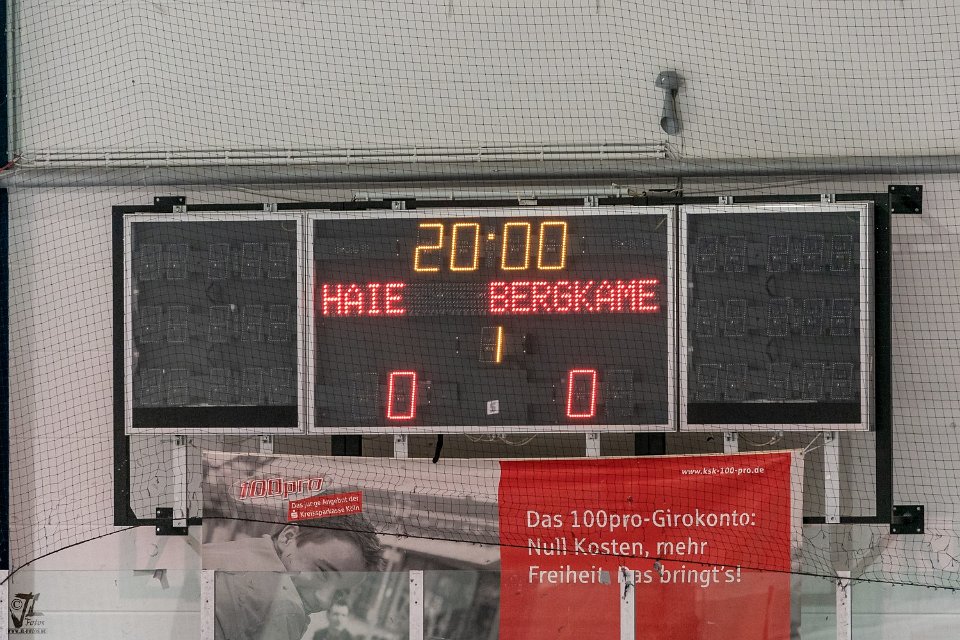 20:00
HAIE BERGKAME
1
0 0
www.ksk-100-pro.de
100pro
Das junge Angebot der
Kreissparkasse Köln
Das 100pro-Girokonto:
Null Kosten, mehr
Freiheit, das bringt's!
Fotos